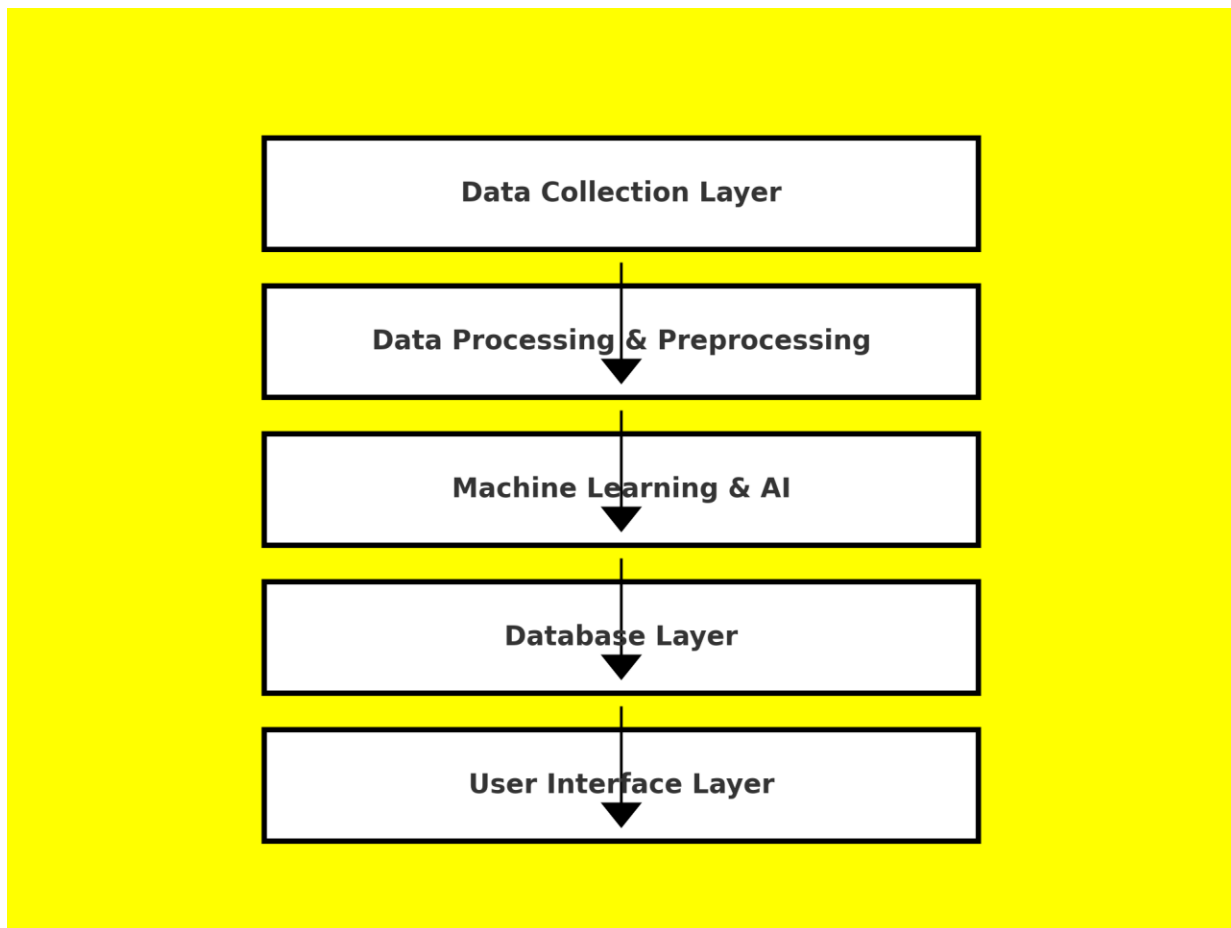 Data Collection Layer
Data Processing & Preprocessing
Machine Learning & AI
Database Layer
User Interface Layer